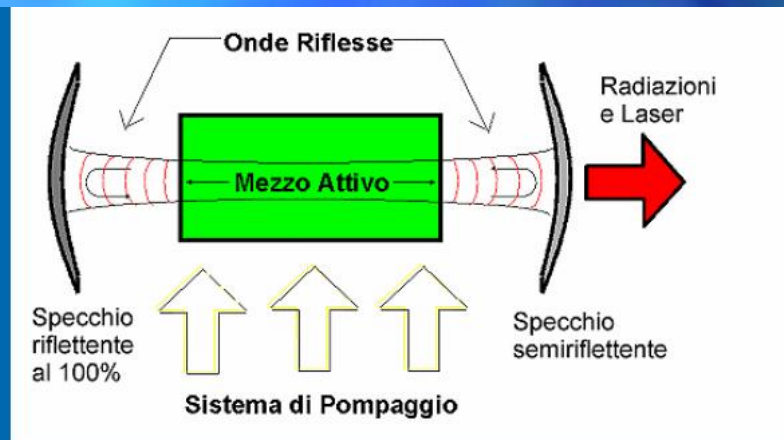 Onde Riflesse
Radiazioni
e Laser
Mezzo Attivo
Specchio
riflettente
al 100%
Specchio
semiriflettente
Sistema di Pompaggio